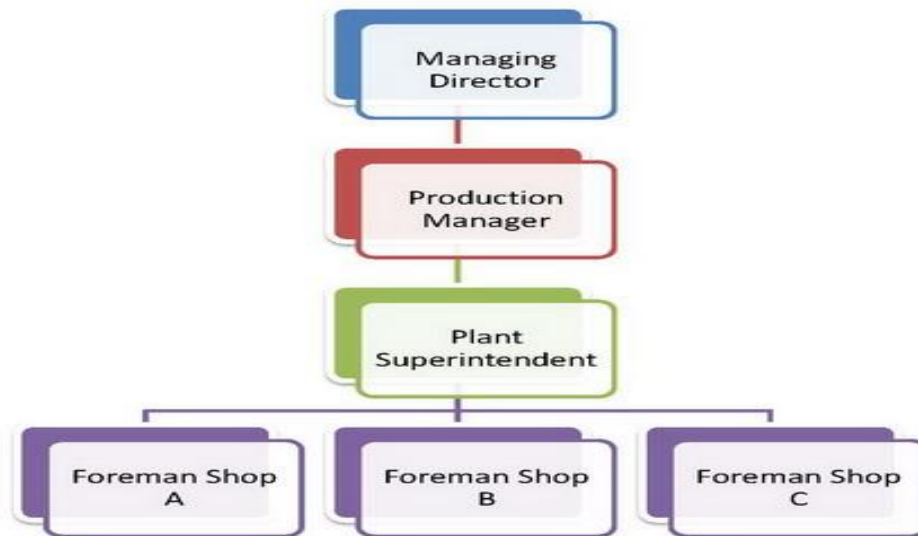 Managing
Director
Production
Manager
Plant
Superintendent
Foreman Shop
A
Foreman Shop
B
Foreman Shop
C